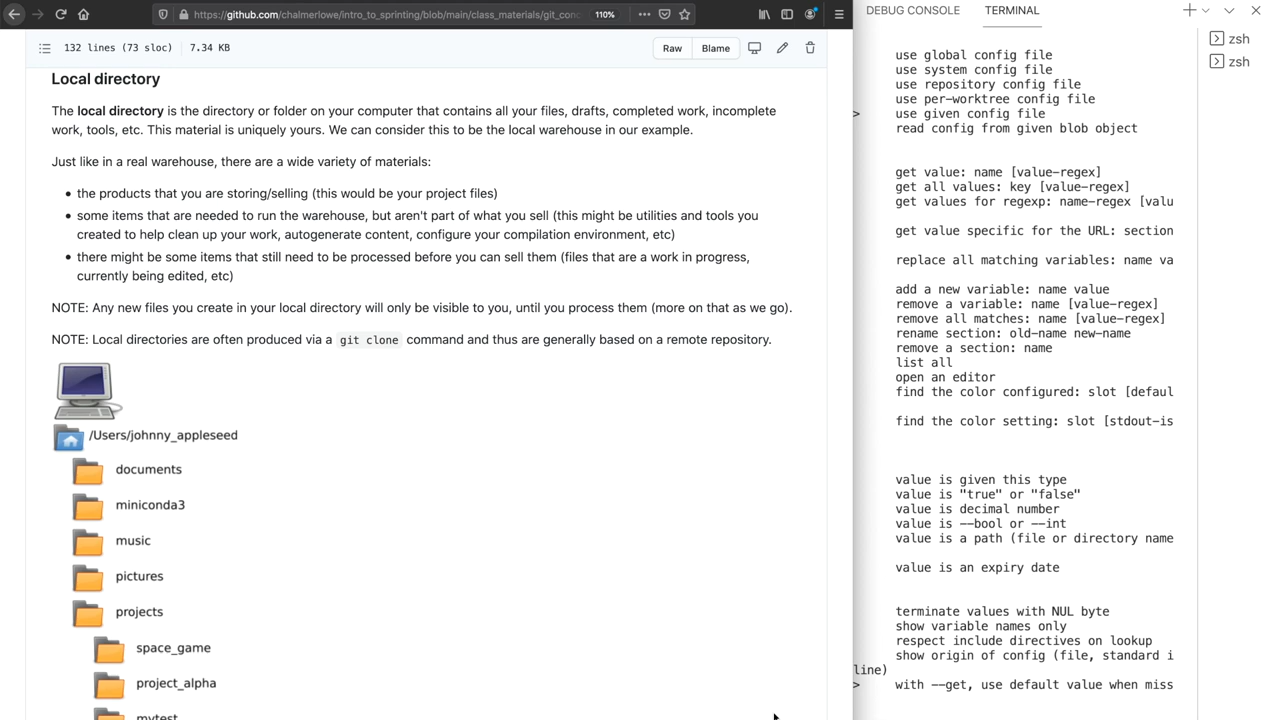 https://github.com/chalmerlowe/intro_to_sprinting/blob/main/class_materials/git_conc
110%
132 lines (73 sloc)
7.34 KB
Raw
Blame
Local directory
The local directory is the directory or folder on your computer that contains all your files, drafts, completed work, incomplete
work, tools, etc. This material is uniquely yours. We can consider this to be the local warehouse in our example.
Just like in a real warehouse, there are a wide variety of materials:
• the products that you are storing/selling (this would be your project files)
• some items that are needed to run the warehouse, but aren't part of what you sell (this might be utilities and tools you
created to help clean up your work, autogenerate content, configure your compilation environment, etc)
• there might be some items that still need to be processed before you can sell them (files that are a work in progress,
currently being edited, etc)
NOTE: Any new files you create in your local directory will only be visible to you, until you process them (more on that as we go).
NOTE: Local directories are often produced via a git clone command and thus are generally based on a remote repository.
/Users/johnny_appleseed
documents
miniconda3
music
pictures
projects
space_game
project_alpha
mytest
DEBUG CONSOLE
TERMINAL
zsh
zsh
use global config file
use system config file
use repository config file
use per-worktree config file
> use given config file
read config from given blob object
get value: name [value-regex]
get all values: key [value-regex]
get values for regexp: name-regex [valu
get value specific for the URL: section
replace all matching variables: name va
add a new variable: name value
remove a variable: name [value-regex]
remove all matches: name [value-regex]
rename section: old-name new-name
remove a section: name
list all
open an editor
find the color configured: slot [defaul
find the color setting: slot [stdout-is
value is given this type
value is "true" or "false"
value is decimal number
value is --bool or --int
value is a path (file or directory name
value is an expiry date
terminate values with NUL byte
show variable names only
respect include directives on lookup
show origin of config (file, standard i
line)
> with --get, use default value when miss